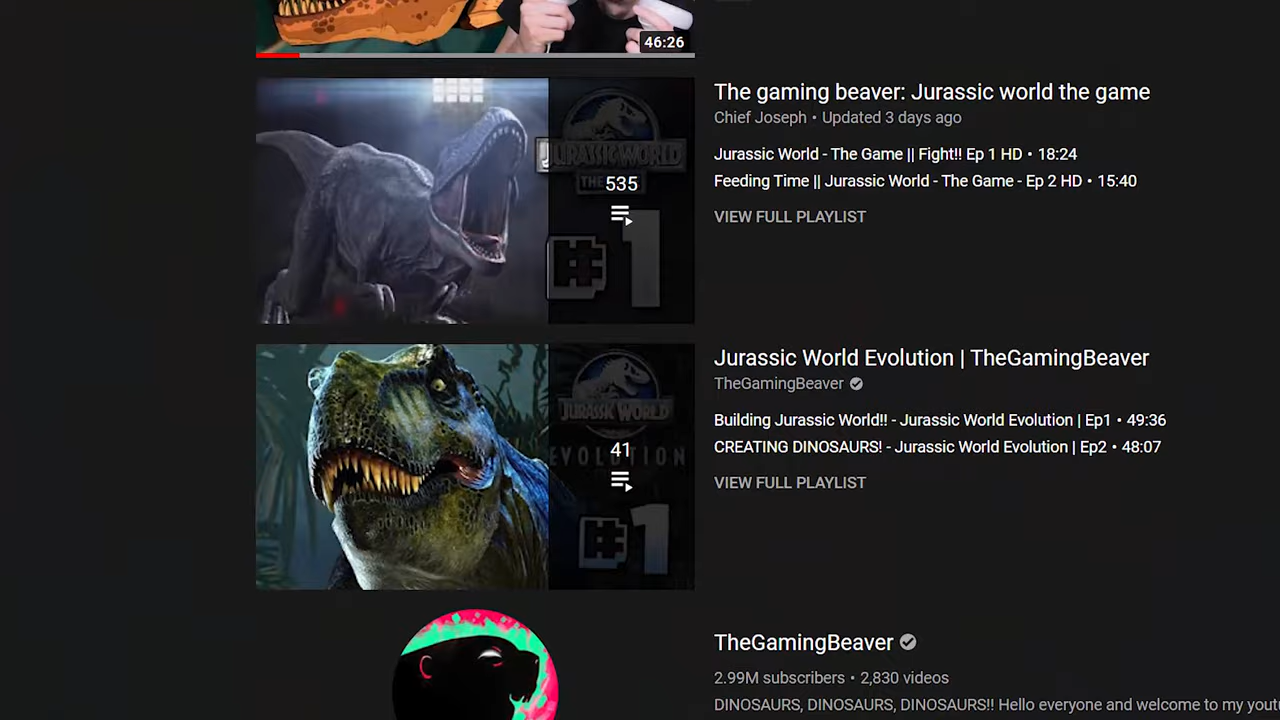 46:26
The gaming beaver: Jurassic world the game
Chief Joseph • Updated 3 days ago
JURASSIC WORLD
THE
535
#1
Jurassic World - The Game || Fight!! Ep 1 HD • 18:24
Feeding Time || Jurassic World - The Game - Ep 2 HD • 15:40
VIEW FULL PLAYLIST
Jurassic World Evolution | TheGamingBeaver
TheGamingBeaver
JURASSIC WORLD
EVOLUTION
41
#1
Building Jurassic World!! - Jurassic World Evolution | Ep1 • 49:36
CREATING DINOSAURS! - Jurassic World Evolution | Ep2 • 48:07
VIEW FULL PLAYLIST
TheGamingBeaver
2.99M subscribers • 2,830 videos
DINOSAURS, DINOSAURS, DINOSAURS!! Hello everyone and welcome to my yout